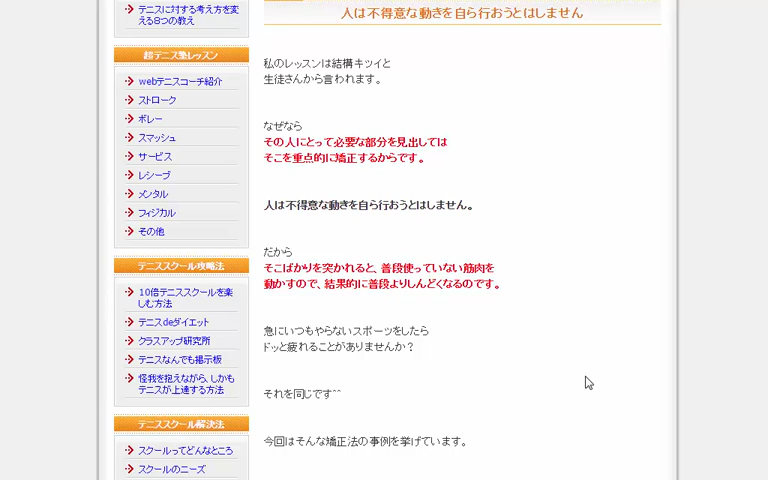 テニスに対する考え方を変
える8つの教え
超テニス塾レッスン
webテニスコーチ紹介
ストローク
ボレー
スマッシュ
サービス
レシーブ
メンタル
フィジカル
その他
テニススクール攻略法
10倍テニススクールを楽
しむ方法
テニスdeダイエット
クラスアップ研究所
テニスなんでも掲示板
怪我を抱えながら、しかも
テニスが上達する方法
テニススクール解決法
スクールってどんなところ
スクールのニーズ
人は不得意な動きを自ら行おうとはしません
私のレッスンは結構キツイと
生徒さんから言われます。
なぜなら
その人にとって必要な部分を見出しては
そこを重点的に矯正するからです。
人は不得意な動きを自ら行おうとはしません。
だから
そこばかりを突かれると、普段使っていない筋肉を
動かすので、結果的に普段よりしんどくなるのです。
急にいつもやらないスポーツをしたら
ドッと疲れることがありませんか？
それを同じです^^
今回はそんな矯正法の事例を挙げています。